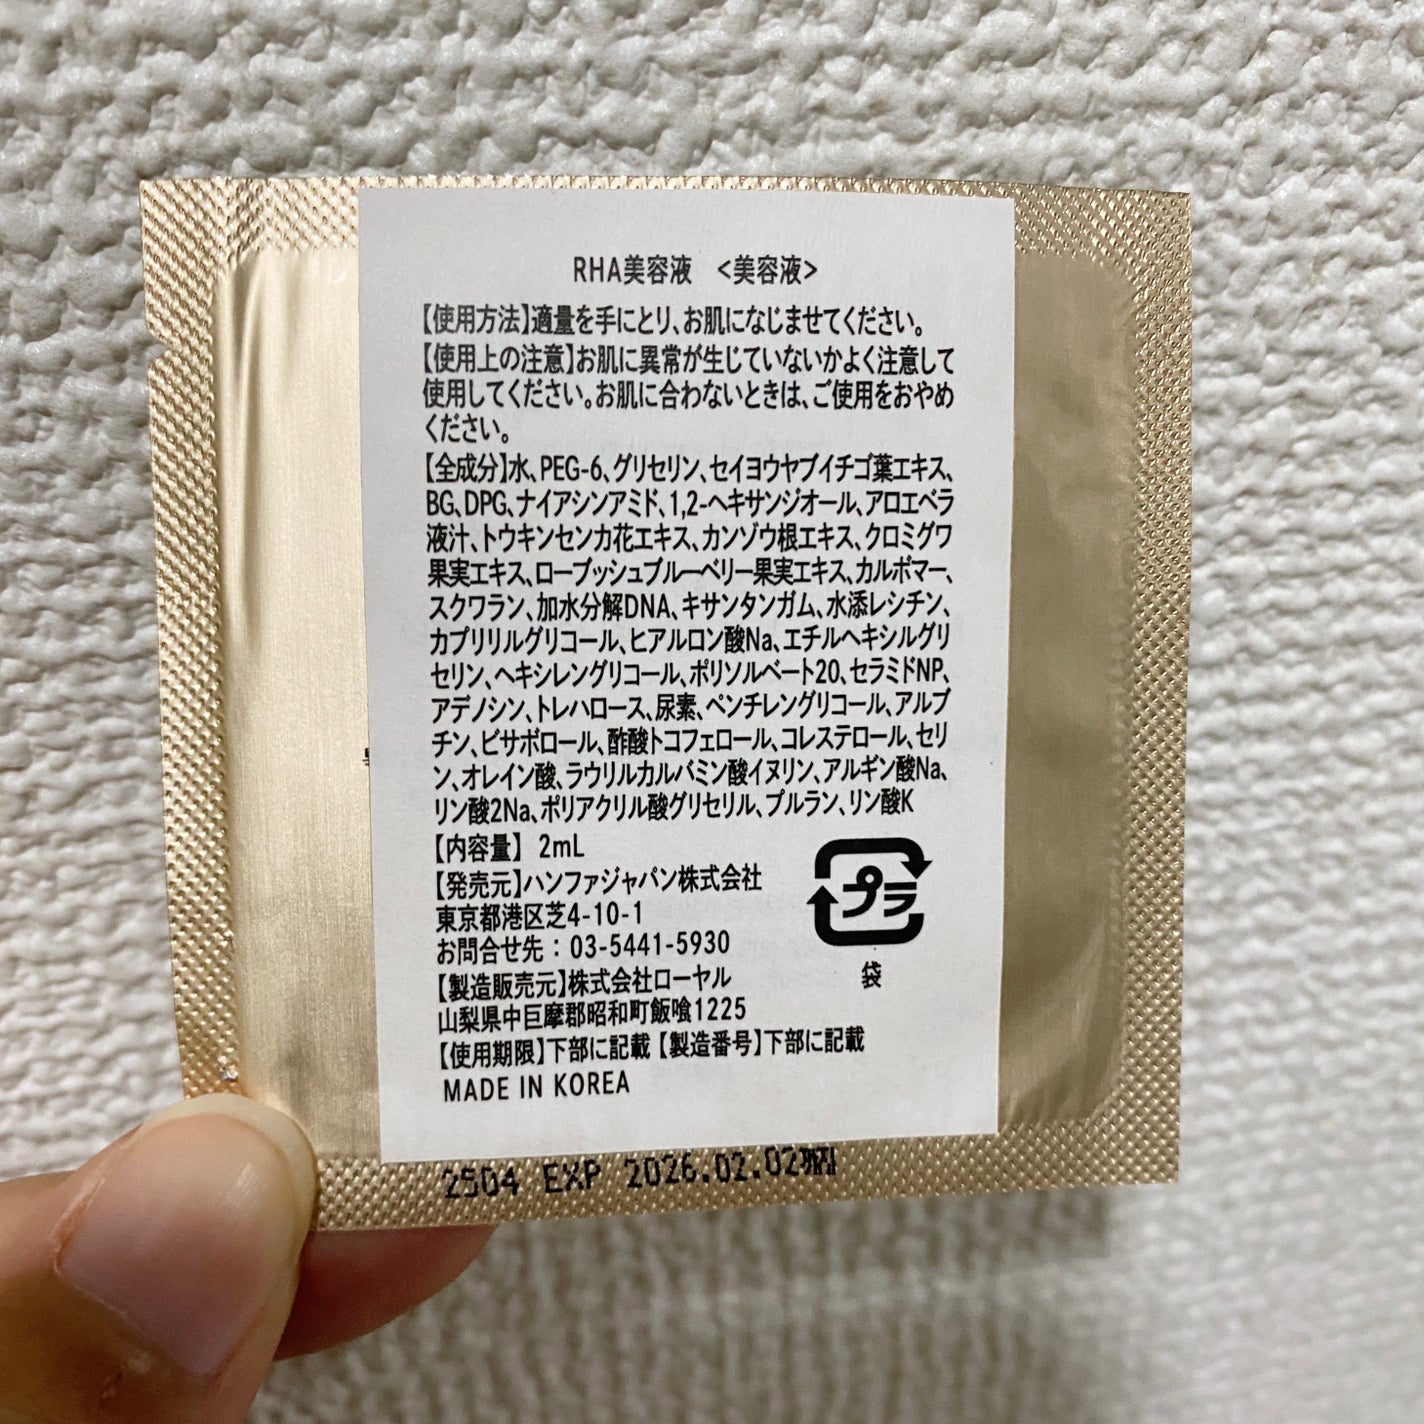 RHA美容液　<美容液>
【使用方法】適量を手にとり、お肌になじませてください。
【使用上の注意】お肌に異常が生じていないかよく注意して
使用してください。お肌に合わないときは、ご使用をおやめ
ください。
【全成分】水、PEG-6、グリセリン、セイヨウヤブイチゴ葉エキス、
BG、DPG、ナイアシンアミド、1,2-ヘキサンジオール、アロエベラ
液汁、トウキンセンカ花エキス、カンゾウ根エキス、クロミグワ
果実エキス、ローブッシュブルーベリー果実エキス、カルボマー、
スクワラン、加水分解DNA、キサンタンガム、水添レシチン、
カプリリルグリコール、ヒアルロン酸Na、エチルヘキシルグリ
セリン、ヘキシレングリコール、ポリソルベート20、セラミドNP、
アデノシン、トレハロース、尿素、ペンチレングリコール、アルブ
チン、ビサボロール、酢酸トコフェロール、コレステロール、セリ
ン、オレイン酸、ラウリルカルバミン酸イヌリン、アルギン酸Na、
リン酸2Na、ポリアクリル酸グリセリル、プルラン、リン酸K
【内容量】 2mL
【発売元】ハンファジャパン株式会社
東京都港区芝4-10-1
お問合せ先：03-5441-5930
【製造販売元】株式会社ローヤル
山梨県中巨摩郡昭和町飯喰1225
【使用期限】下部に記載【製造番号】下部に記載
MADE IN KOREA
プラ
袋
2504 EXP 2026.02.02